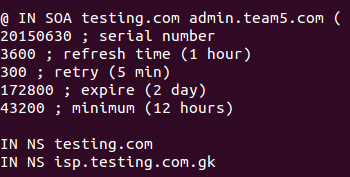 @ IN SOA testing.com admin.team5.com (
20150630 ; serial number
3600 ; refresh time (1 hour)
300 ; retry (5 min)
172800 ; expire (2 day)
43200 ; minimum (12 hours)
IN NS testing.com
IN NS isp.testing.com.gk